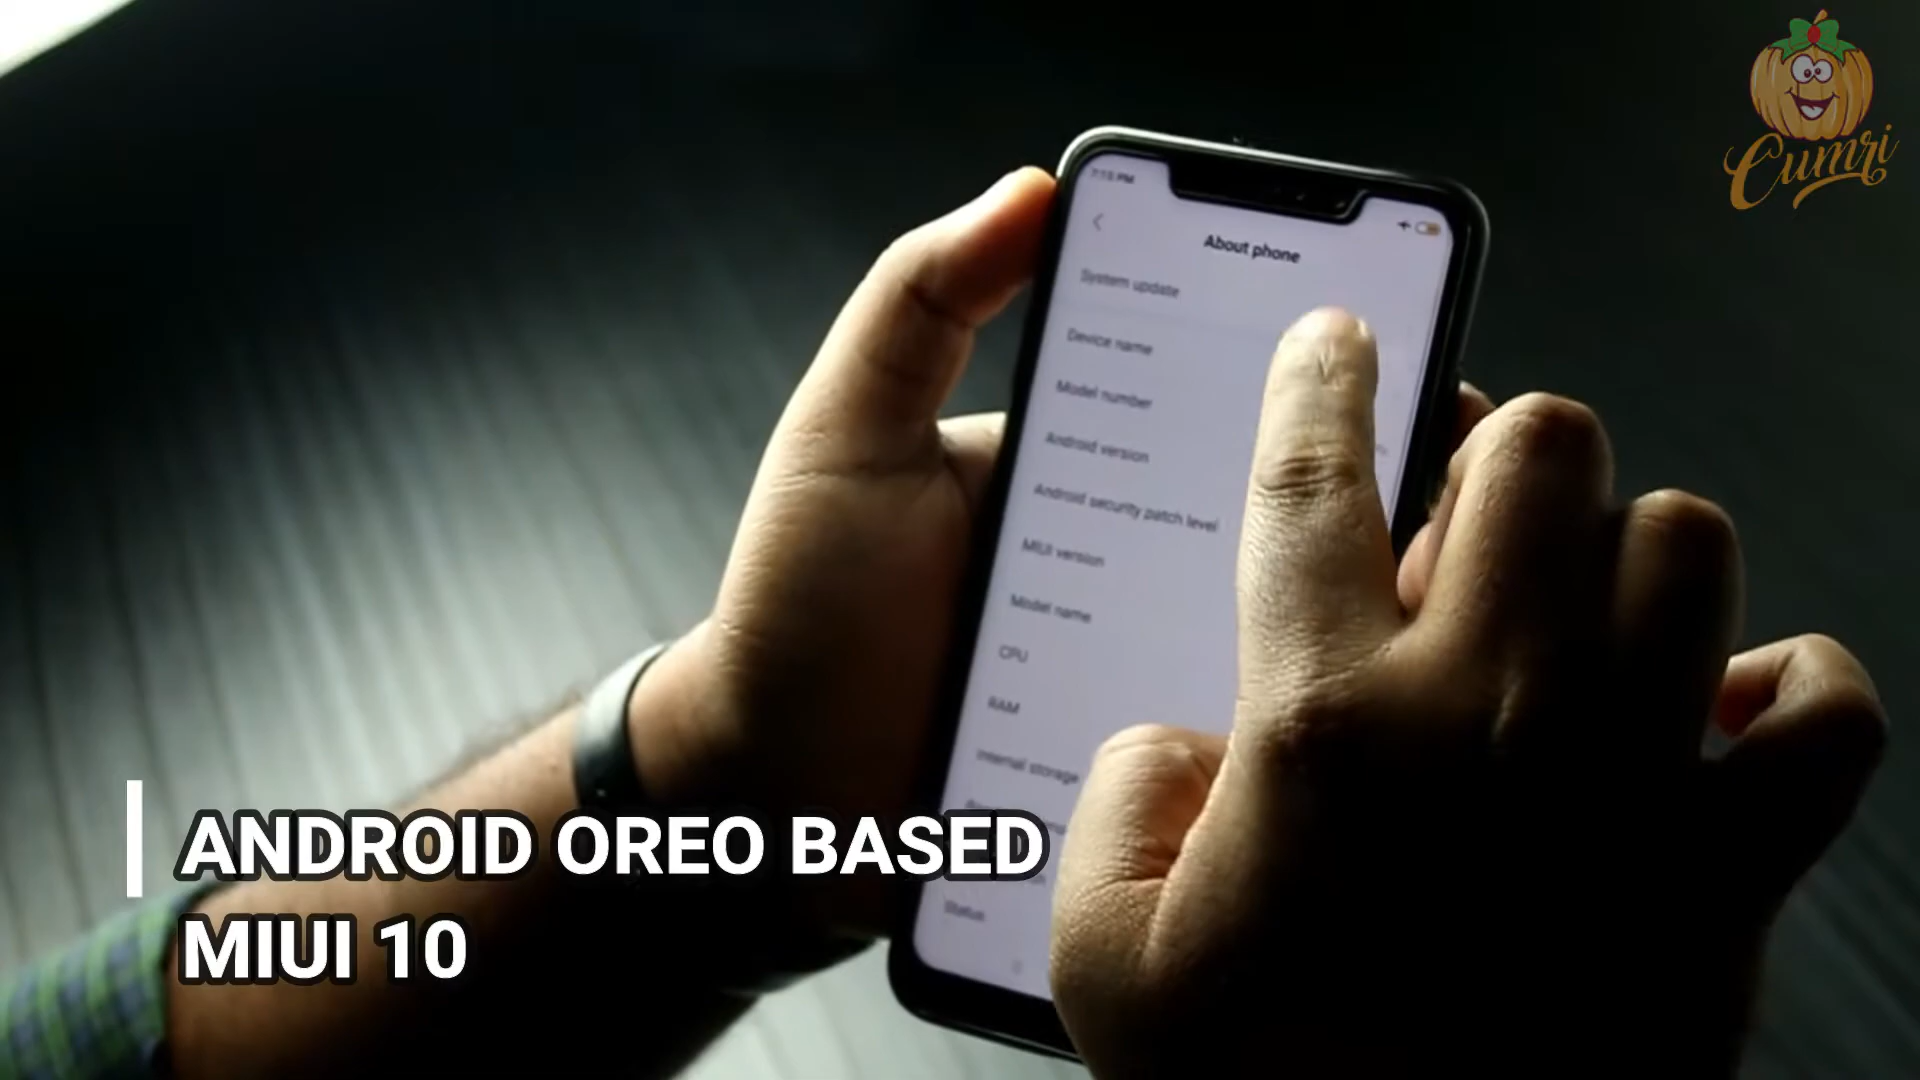 Cumri
7:15 PM
About phone
System update
Device name
Model number
Android version
Android security patch level
MIUI version
Model name
CPU
RAM
Internal storage
Status
ANDROID OREO BASED
MIUI 10